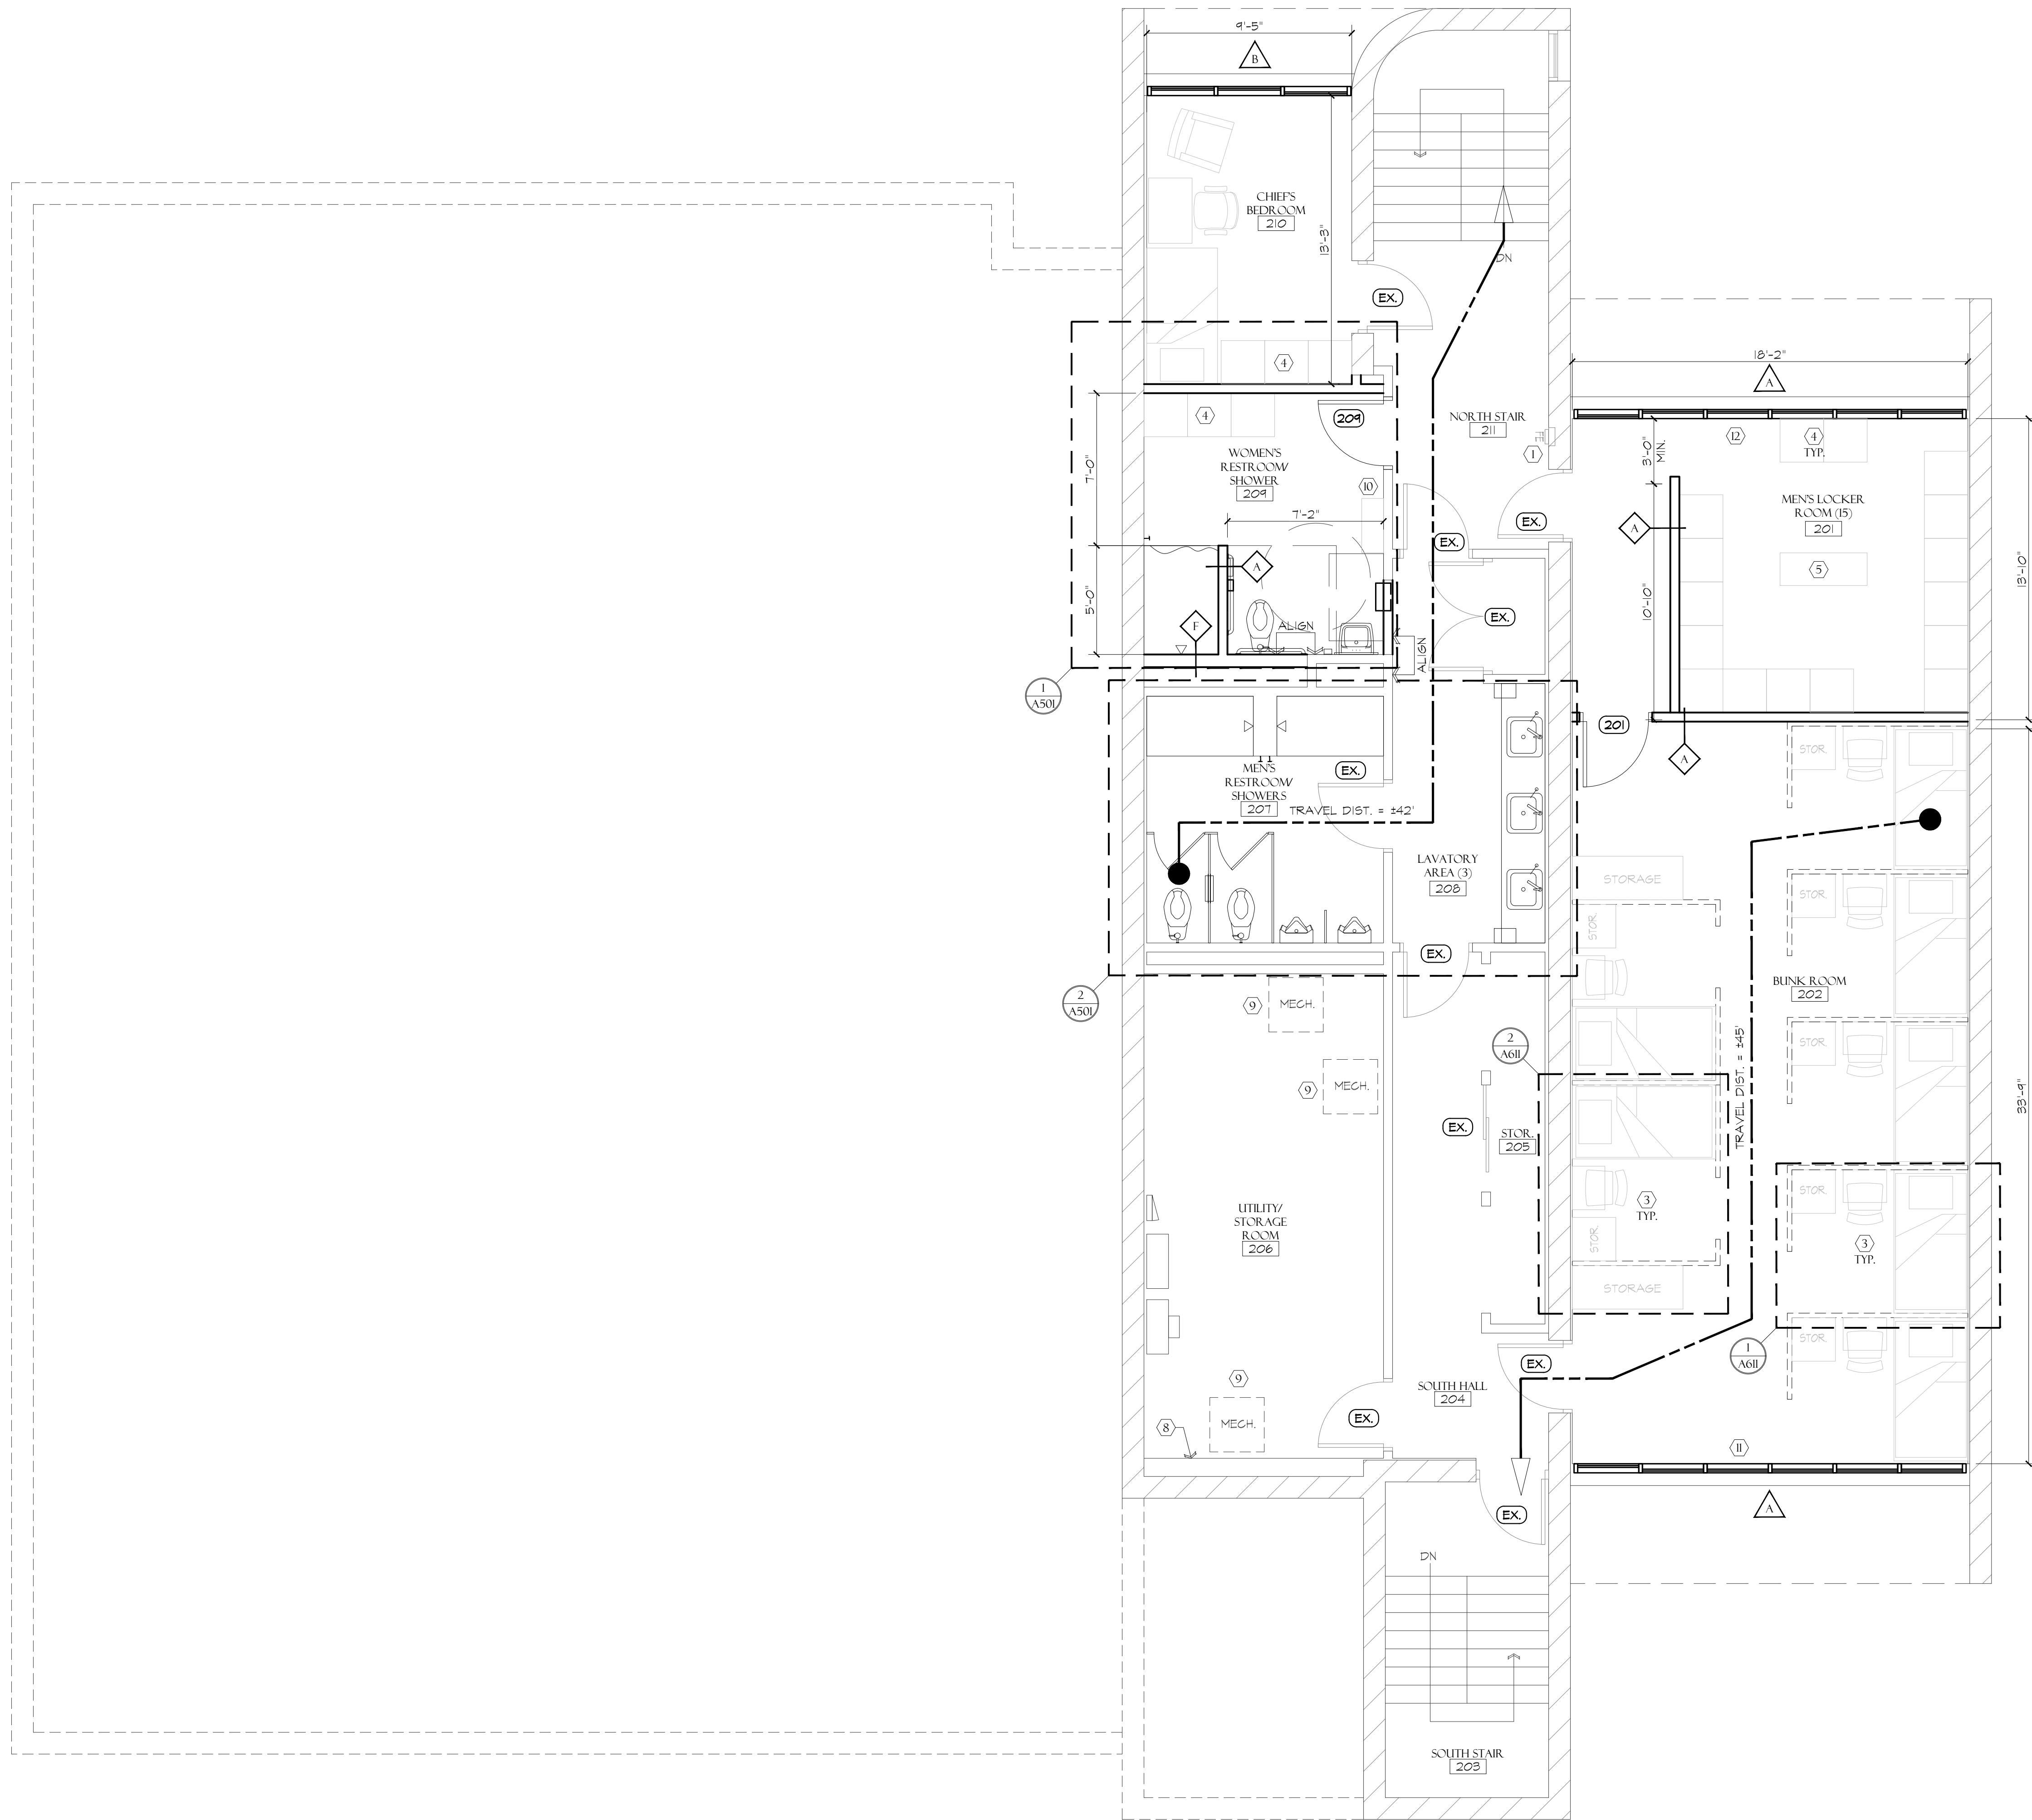 9'-5"
B
CHIEF'S
BEDROOM
210
13'-3"
DN
EX.
4
18'-2"
A
4
209
NORTH STAIR
211
1
12
4
TYP.
3'-0"
MIN.
7'-0"
WOMEN'S
RESTROOM/
SHOWER
209
10
7'-2"
EX.
EX.
MEN'S LOCKER
ROOM (15)
201
A
A
5
13'-10"
5'-0"
F
ALIGN
ALIGN
EX.
10'-10"
1
A501
201
A
MEN'S
RESTROOM/
SHOWERS
207
EX.
TRAVEL DIST. = ±42'
STOR.
LAVATORY
AREA (3)
208
STORAGE
STOR.
STOR.
EX.
BUNK ROOM
202
2
A501
9
MECH.
9
MECH.
2
A611
STOR.
TRAVEL DIST. = ±45'
33'-9"
EX.
STOR.
205
UTILITY/
STORAGE
ROOM
206
3
TYP.
STOR.
STOR.
3
TYP.
STORAGE
STOR.
1
A611
EX.
9
MECH.
8
EX.
SOUTH HALL
204
11
A
EX.
DN
SOUTH STAIR
203